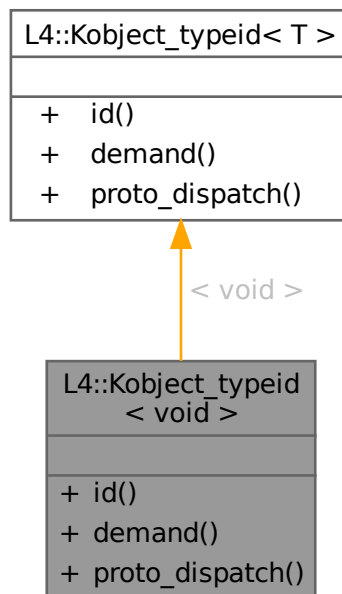 L4::Kobject_typeid< T >
+ id()
+ demand()
+ proto_dispatch()
< void >
L4::Kobject_typeid
< void >
+ id()
+ demand()
+ proto_dispatch()